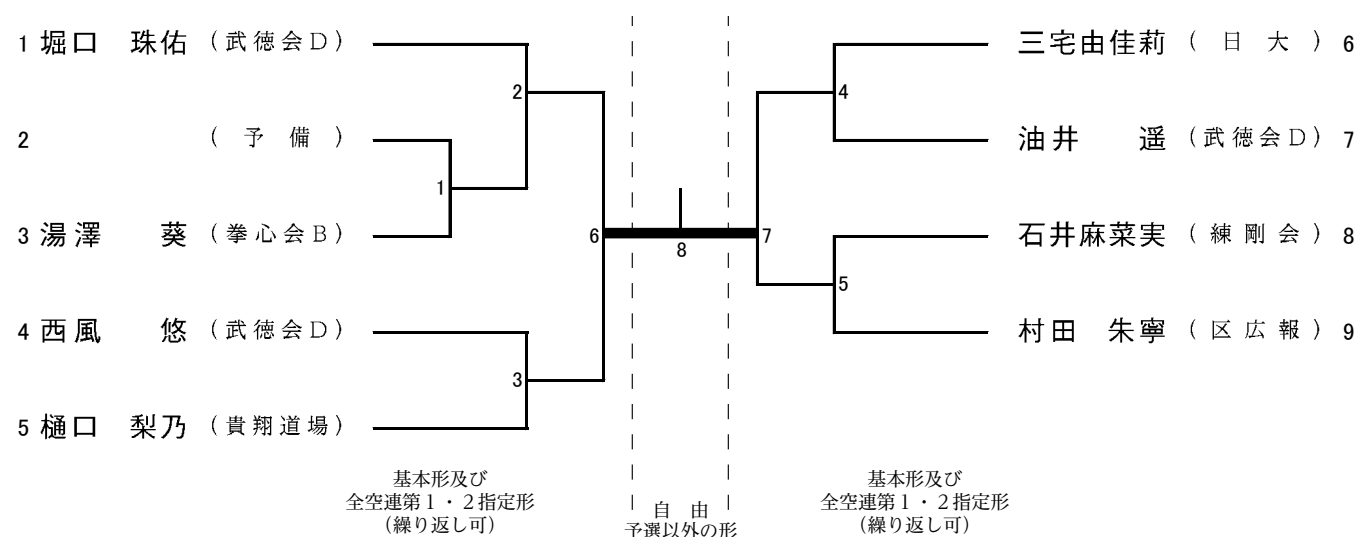 1 堀口　珠佑 （武徳会Ｄ）
2 （予備）
3 湯澤　葵 （拳心会Ｂ）
4 西風　悠 （武徳会Ｄ）
5 樋口　梨乃 （貴翔道場）
1
2
3
6
8
7
4
5
三宅由佳莉 （日大） 6
油井　遥 （武徳会Ｄ） 7
石井麻菜実 （練剛会） 8
村田　朱寧 （区広報） 9
基本形及び
全空連第１・２指定形
（繰り返し可）
自　由
予選以外の形
基本形及び
全空連第１・２指定形
（繰り返し可）